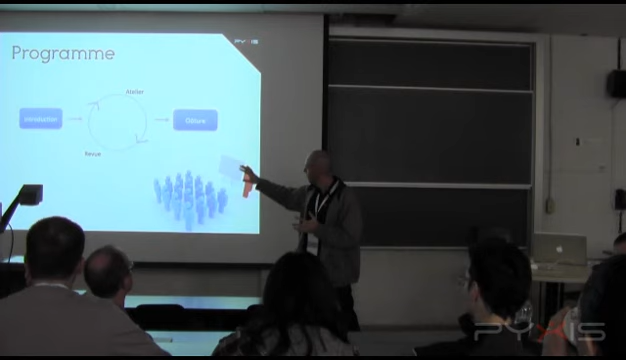 Programme
PYXIS
Atelier
Introduction
Clôture
Revue
PYXIS